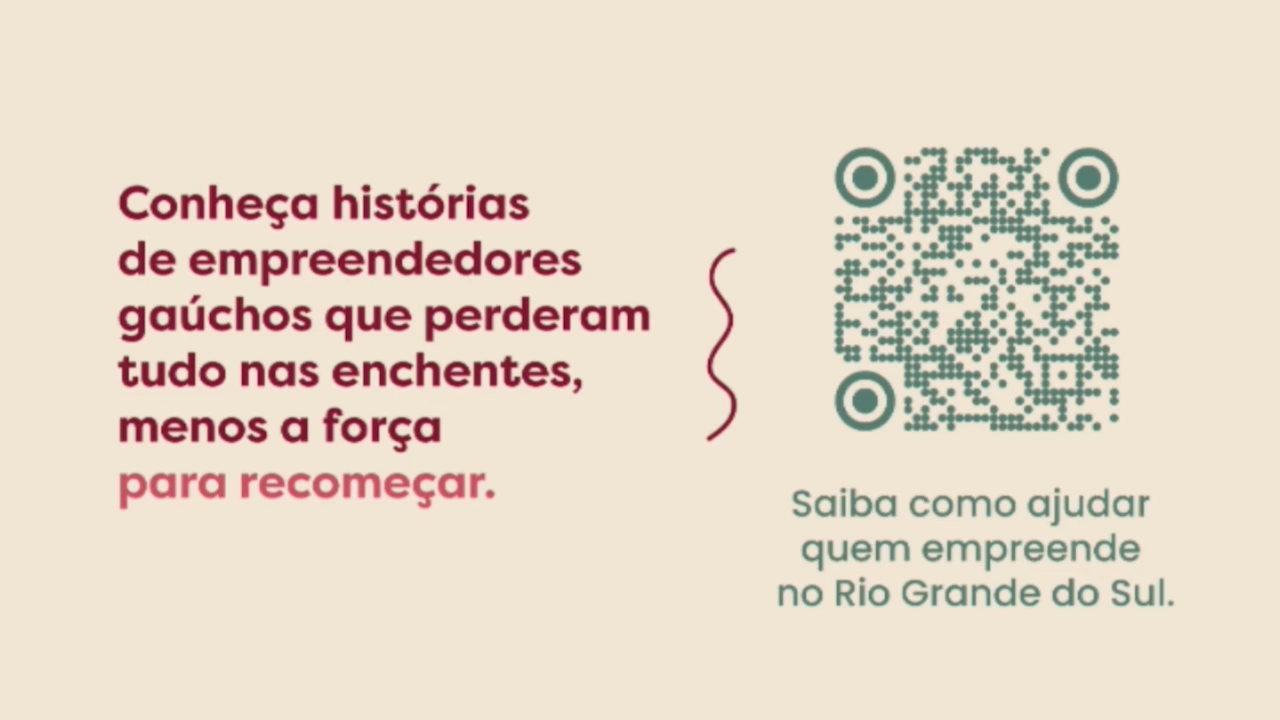 Conheça histórias
de empreendedores
gaúchos que perderam
tudo nas enchentes,
menos a força
para recomeçar.
Saiba como ajudar
quem empreende
no Rio Grande do Sul.